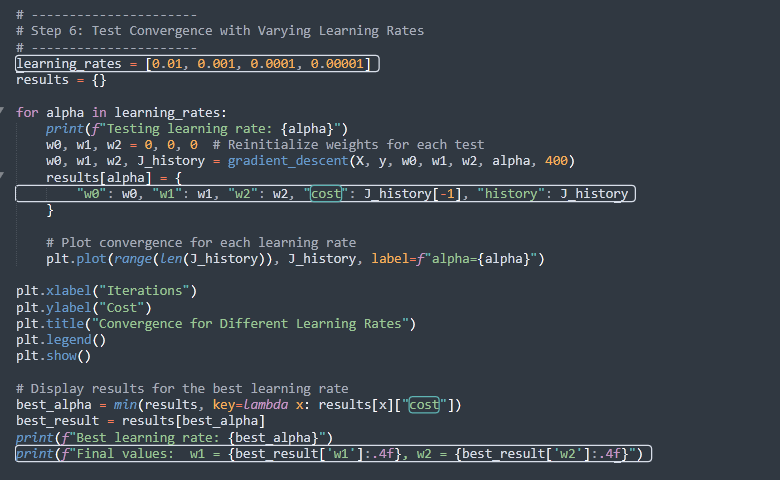 # ----------------------
# Step 6: Test Convergence with Varying Learning Rates
# ----------------------
learning_rates = [0.01, 0.001, 0.0001, 0.00001]
results = {}

for alpha in learning_rates:
    print(f"Testing learning rate: {alpha}")
    w0, w1, w2 = 0, 0, 0  # Reinitialize weights for each test
    w0, w1, w2, J_history = gradient_descent(X, y, w0, w1, w2, alpha, 400)
    results[alpha] = {
        "w0": w0, "w1": w1, "w2": w2, "cost": J_history[-1], "history": J_history
    }

    # Plot convergence for each learning rate
    plt.plot(range(len(J_history)), J_history, label=f"alpha={alpha}")

plt.xlabel("Iterations")
plt.ylabel("Cost")
plt.title("Convergence for Different Learning Rates")
plt.legend()
plt.show()

# Display results for the best learning rate
best_alpha = min(results, key=lambda x: results[x]["cost"])
best_result = results[best_alpha]
print(f"Best learning rate: {best_alpha}")
print(f"Final values:  w1 = {best_result['w1']:.4f}, w2 = {best_result['w2']:.4f}")